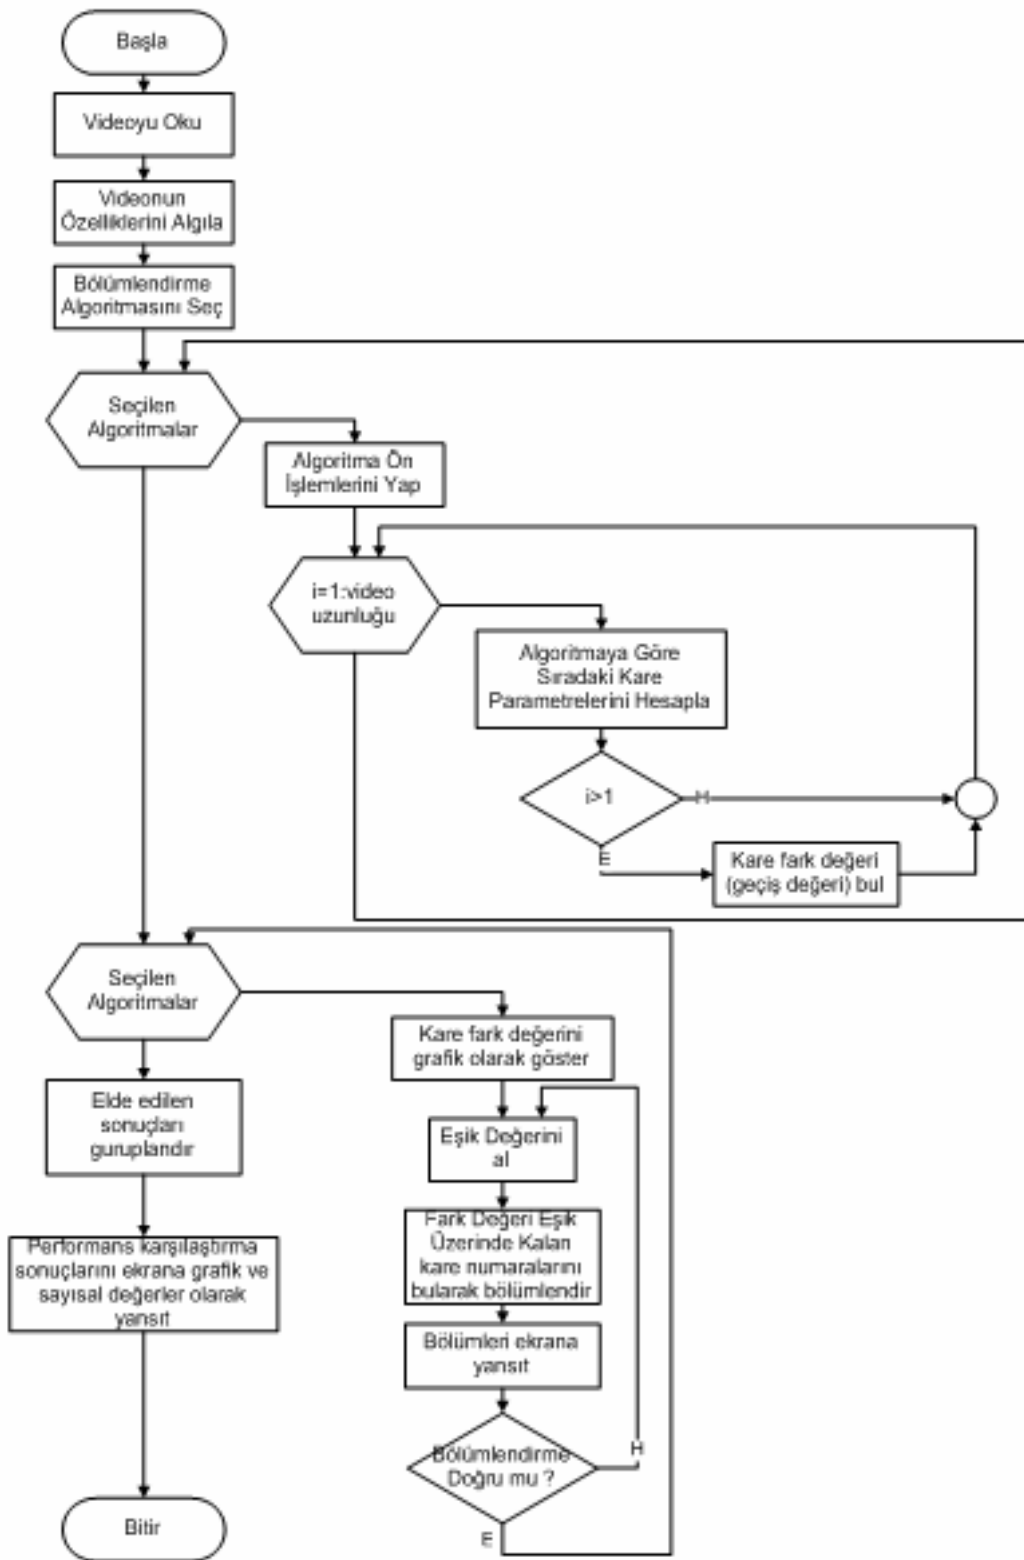 Başla
Videoyu Oku
Videonun
Özelliklerini Algıla
Bölümlendirme
Algoritmasını Seç
Seçilen
Algoritmalar
Algoritma Ön
İşlemlerini Yap
i=1:video
uzunluğu
Algoritmaya Göre
Sıradaki Kare
Parametrelerini Hesapla
i>1
H
E
Kare fark değeri
(geçiş değeri) bul
Seçilen
Algoritmalar
Kare fark değerini
grafik olarak göster
Elde edilen
sonuçları
guruplandır
Eşik Değerini
al
Fark Değeri Eşik
Üzerinde Kalan
kare numaralarını
bularak bölümlendir
Performans karşılaştırma
sonuçlarını ekrana grafik ve
sayısal değerler olarak
yansıt
Bölümleri ekrana
yansıt
Bölümlendirme
Doğru mu ?
H
E
Bitir